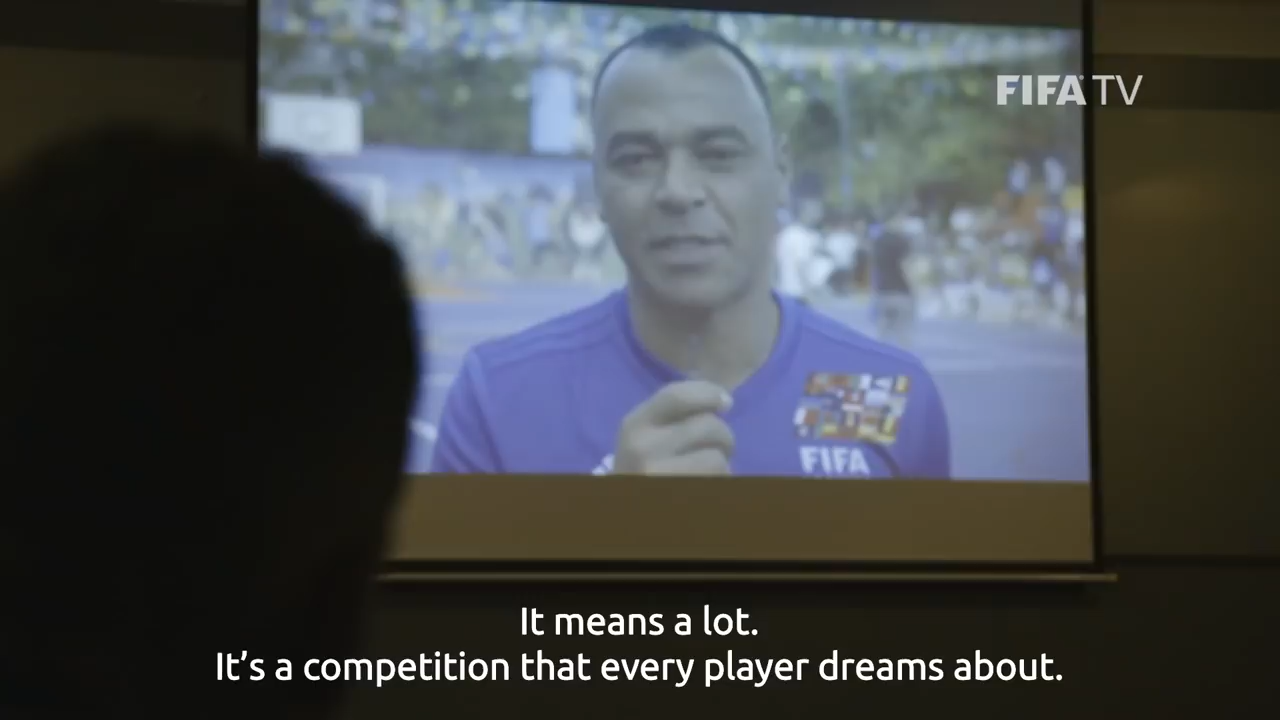 FIFA TV
FIFA
It means a lot.
It’s a competition that every player dreams about.